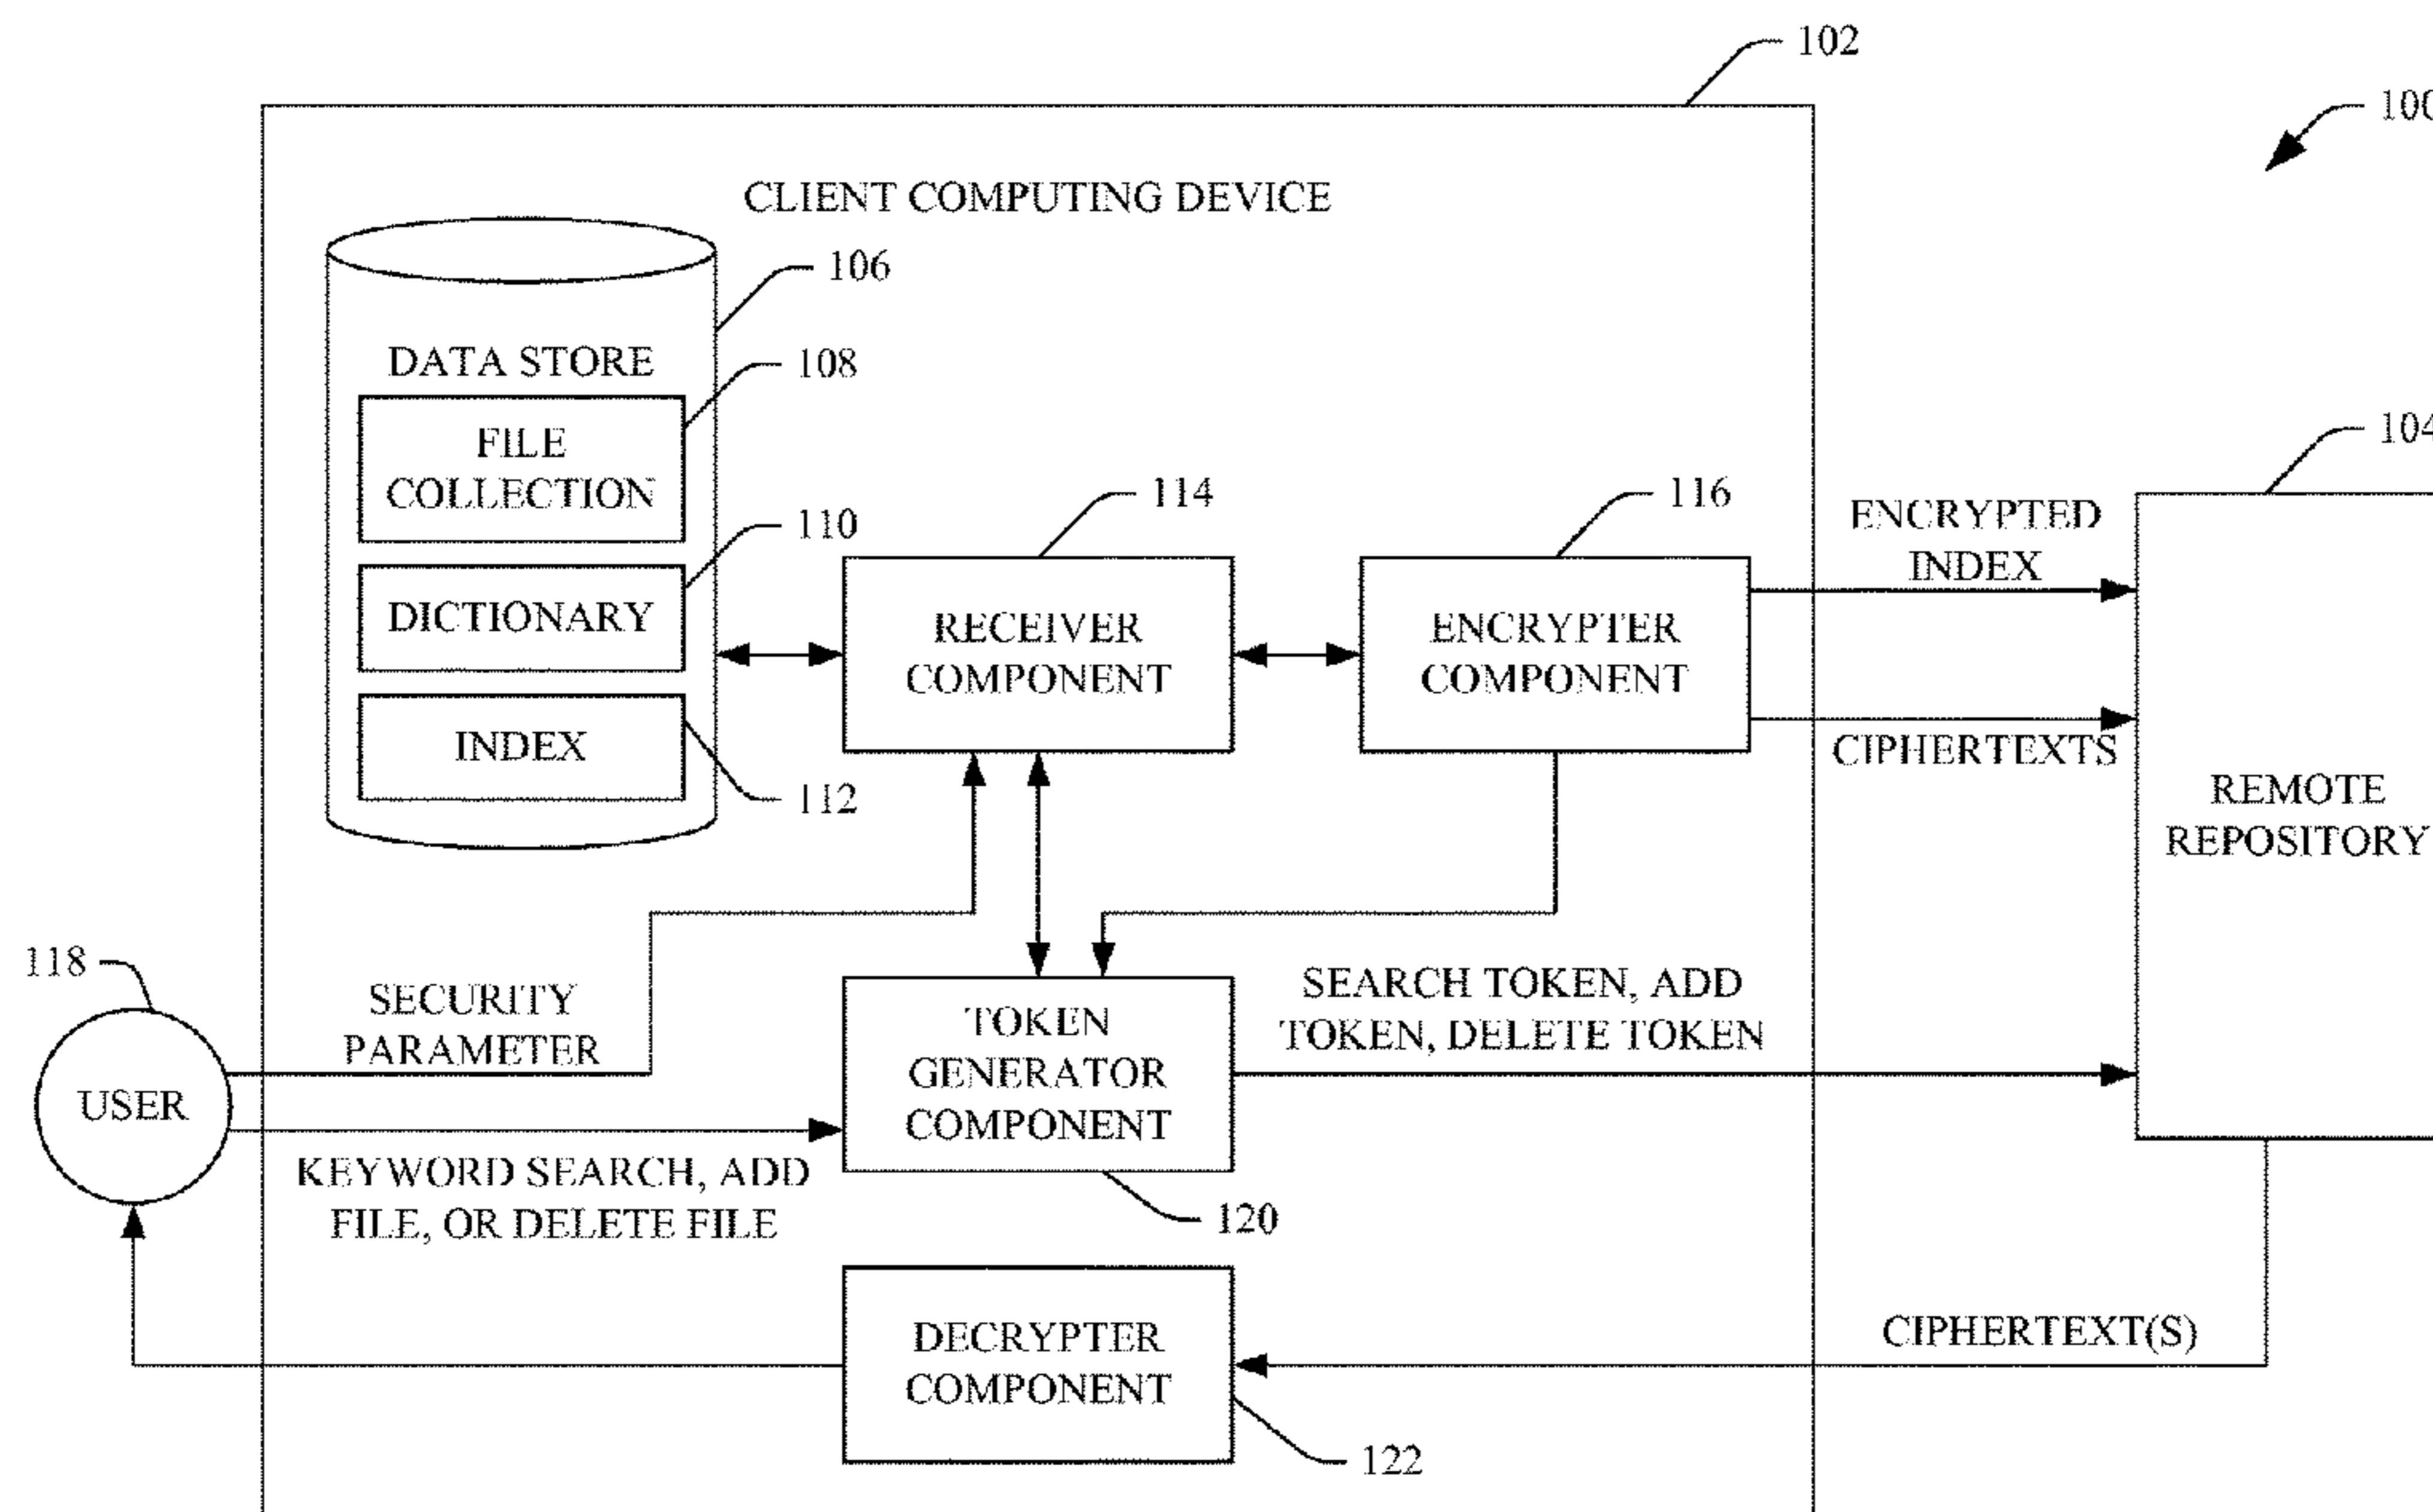 102
100
CLIENT COMPUTING DEVICE
106
DATA STORE
108
FILE
COLLECTION
104
114
116
ENCRYPTED
INDEX
110
DICTIONARY
RECEIVER
COMPONENT
ENCRYPTER
COMPONENT
INDEX
CIPHERTEXTS
112
REMOTE
REPOSITORY
118
SECURITY
PARAMETER
TOKEN
GENERATOR
COMPONENT
SEARCH TOKEN, ADD
TOKEN, DELETE TOKEN
USER
KEYWORD SEARCH, ADD
FILE, OR DELETE FILE
120
DECRYPTER
COMPONENT
CIPHERTEXT(S)
122